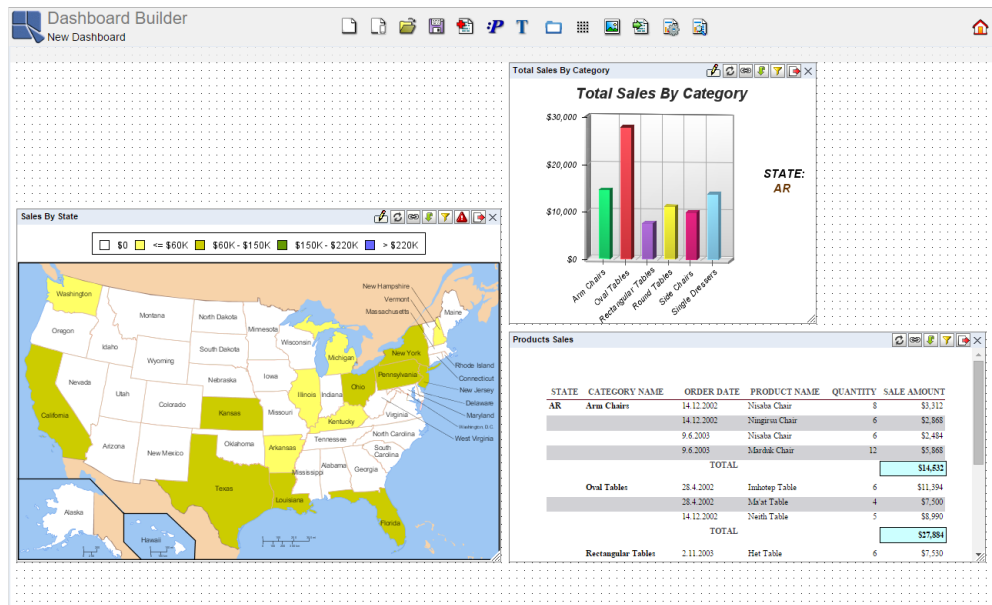 Dashboard Builder
New Dashboard
Total Sales By Category
Total Sales By Category
$30,000
$20,000
$10,000
$0
Arm Chairs
Oval Tables
Rectangular Tables
Round Tables
Side Chairs
Single Dressers
STATE:
AR
Sales By State
$0 <= $60K $60K - $150K $150K - $220K > $220K
Washington
Oregon
California
Nevada
Idaho
Montana
Wyoming
Utah
Arizona
Colorado
New Mexico
North Dakota
South Dakota
Nebraska
Kansas
Oklahoma
Texas
Minnesota
Iowa
Missouri
Arkansas
Louisiana
Wisconsin
Illinois
Michigan
Indiana
Ohio
Kentucky
Tennessee
Mississippi
Alabama
Georgia
Florida
South
Carolina
North Carolina
Virginia
Pennsylvania
New York
Maine
New Hampshire
Vermont
Massachusetts
Rhode Island
Connecticut
New Jersey
Delaware
Maryland
Washington, D.C.
West Virginia
Alaska
Hawaii
Products Sales
STATE CATEGORY NAME ORDER DATE PRODUCT NAME QUANTITY SALE AMOUNT
AR Arm Chairs 14.12.2002 Nisaba Chair 8 $3,312
14.12.2002 Ningirsu Chair 6 $2,868
9.6.2003 Nisaba Chair 6 $2,484
9.6.2003 Marduk Chair 12 $5,868
TOTAL $14,532
Oval Tables 28.4.2002 Imhotep Table 6 $11,394
28.4.2002 Ma'at Table 4 $7,500
14.12.2002 Neith Table 5 $8,990
TOTAL $27,884
Rectangular Tables 2.11.2003 Het Table 6 $7,530